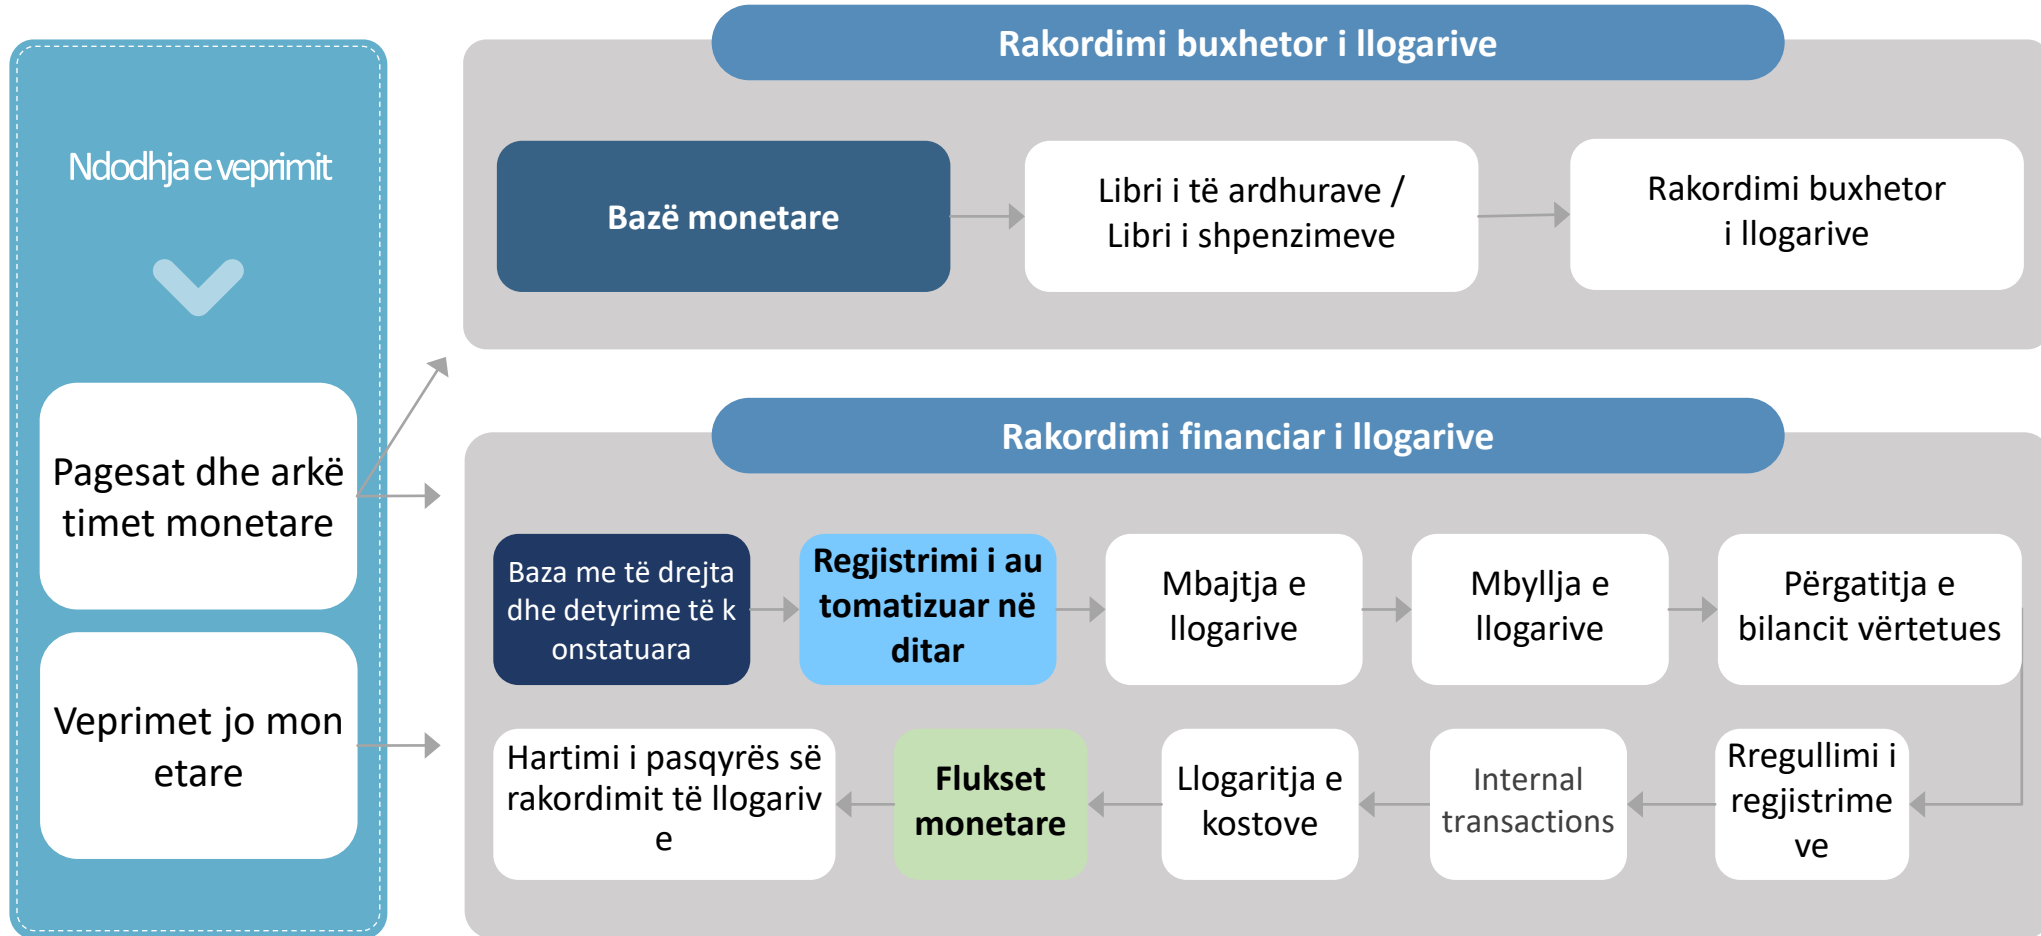 Ndodhja e veprimit
Pagesat dhe arkë
timet monetare
Veprimet jo mon
etare
Rakordimi buxhetor i llogarive
Bazë monetare
Libri i të ardhurave /
Libri i shpenzimeve
Rakordimi buxhetor
i llogarive
Rakordimi financiar i llogarive
Baza me të drejta
dhe detyrime të k
onstatuara
Regjistrimi i au
tomatizuar në
ditar
Mbajtja e
llogarive
Mbyllja e
llogarive
Përgatitja e
bilancit vërtetues
Rregullimi i
regjistrime
ve
Internal
transactions
Llogaritja e
kostove
Flukset
monetare
Hartimi i pasqyrës së
rakordimit të llogariv
e